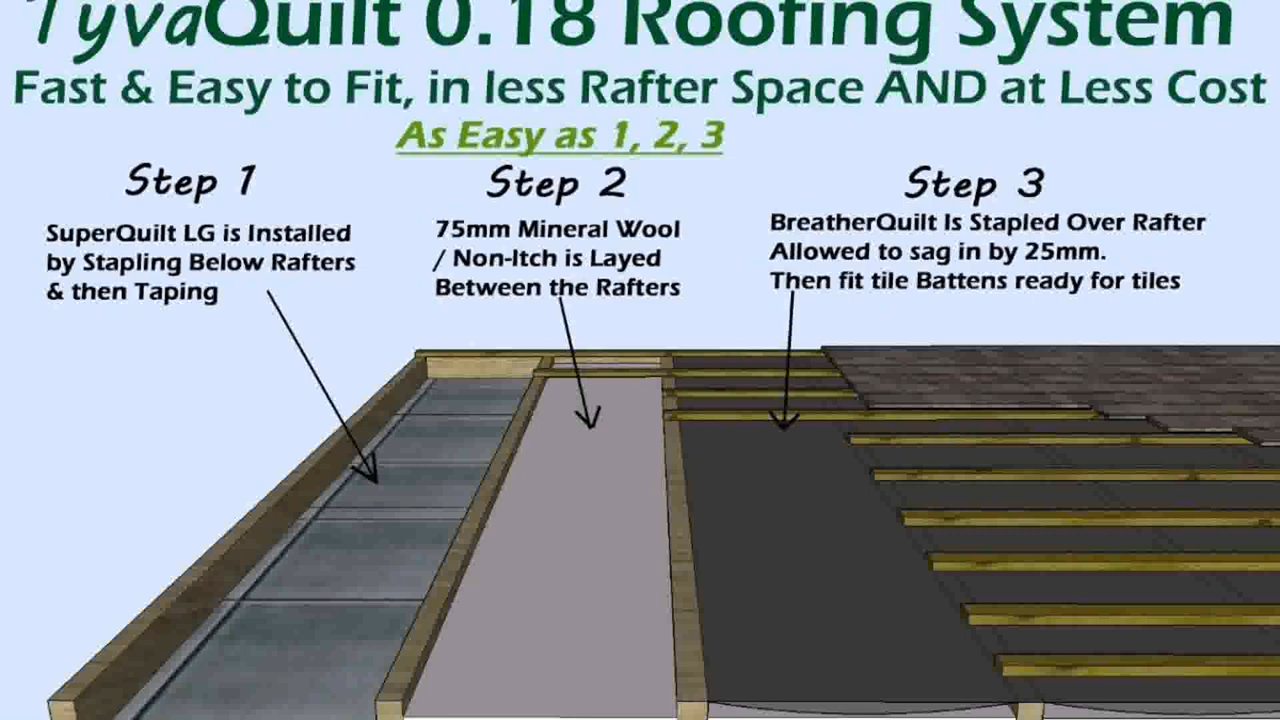 TyvaQuilt 0.18 Roofing System
Fast & Easy to Fit, in less Rafter Space AND at Less Cost
As Easy as 1, 2, 3
Step 1
SuperQuilt LG is Installed
by Stapling Below Rafters
& then Taping
Step 2
75mm Mineral Wool
/ Non-Itch is Layed
Between the Rafters
Step 3
BreatherQuilt Is Stapled Over Rafter
Allowed to sag in by 25mm.
Then fit tile Battens ready for tiles